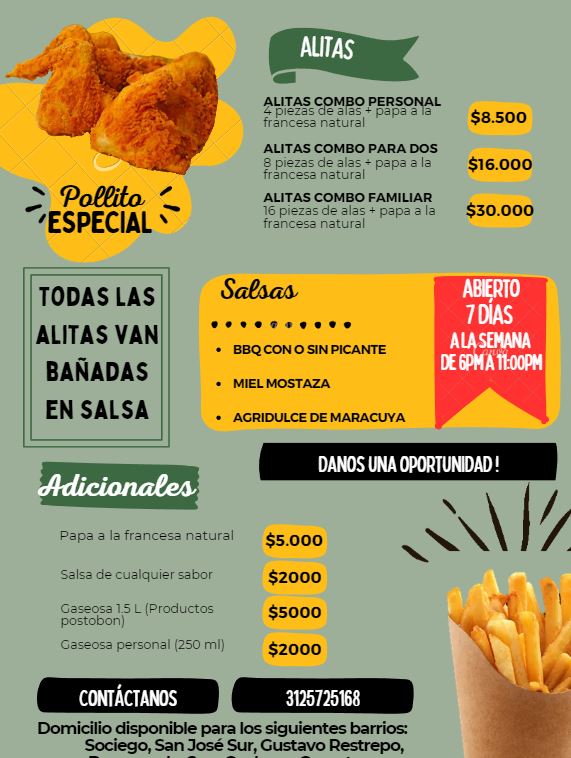 ALITAS
ALITAS COMBO PERSONAL
4 piezas de alas + papa a la
francesa natural
$8.500
ALITAS COMBO PARA DOS
8 piezas de alas + papa a la
francesa natural
$16.000
ALITAS COMBO FAMILIAR
16 piezas de alas + papa a la
francesa natural
$30.000
Pollito
ESPECIAL
TODAS LAS
ALITAS VAN
BAÑADAS
EN SALSA
Salsas
• BBQ CON O SIN PICANTE
• MIEL MOSTAZA
• AGRIDULCE DE MARACUYA
ABIERTO
7 DÍAS
A LA SEMANA
DE 6PM A 11:00PM
DANOS UNA OPORTUNIDAD !
Adicionales
Papa a la francesa natural
$5.000
Salsa de cualquier sabor
$2000
Gaseosa 1.5 L (Productos
postobon)
$5000
Gaseosa personal (250 ml)
$2000
CONTÁCTANOS
3125725168
Domicilio disponible para los siguientes barrios:
Sociego, San José Sur, Gustavo Restrepo,